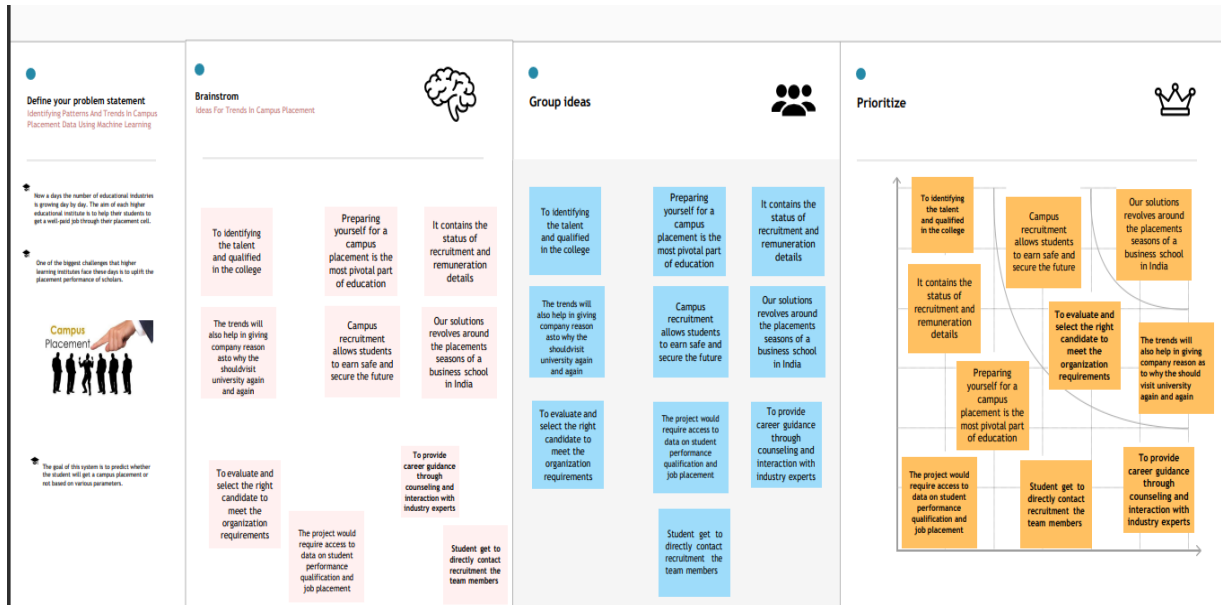 Define your problem statement
Identifying Patterns And Trends In Campus
Placement Data Using Machine Learning
Now a days the number of educational industries
is growing day by day. The aim of each higher
educational institute is to help their students to
get a well-paid job through their placement cell.
One of the biggest challenges that higher
learning institutes face these days is to uplift the
placement performance of scholars.
Campus
Placement
The goal of this system is to predict whether
the student will get a campus placement or
not based on various parameters.
Brainstrom
Ideas For Trends In Campus Placement
To identifying
the talent
and qualified
in the college
Preparing
yourself for a
campus
placement is the
most pivotal part
of education
It contains the
status of
recruitment and
remuneration
details
The trends will
also help in giving
company reason
asto why the
shouldvisit
university again
and again
Campus
recruitment
allows students
to earn safe and
secure the future
Our solutions
revolves around
the placements
seasons of a
business school
in India
To evaluate and
select the right
candidate to
meet the
organization
requirements
The project would
require access to
data on student
performance
qualification and
job placement
To provide
career guidance
through
counseling and
interaction with
industry experts
Student get to
directly contact
recruitment the
team members
Group ideas
To identifying
the talent
and qualified
in the college
Preparing
yourself for a
campus
placement is the
most pivotal part
of education
It contains the
status of
recruitment and
remuneration
details
The trends will
also help in giving
company reason
asto why the
shouldvisit
university again
and again
Campus
recruitment
allows students
to earn safe and
secure the future
Our solutions
revolves around
the placements
seasons of a
business school
in India
To evaluate and
select the right
candidate to
meet the
organization
requirements
The project would
require access to
data on student
performance
qualification and
job placement
To provide
career guidance
through
counseling and
interaction with
industry experts
Student get to
directly contact
recruitment the
team members
Prioritize
To identifying
the talent
and qualified
in the college
Campus
recruitment
allows students
to earn safe and
secure the future
Our solutions
revolves around
the placements
seasons of a
business school
in India
It contains the
status of
recruitment and
remuneration
details
To evaluate and
select the right
candidate to
meet the
organization
requirements
The trends will
also help in giving
company reason as
to why the should
visit university
again and again
Preparing
yourself for a
campus
placement is the
most pivotal part
of education
The project would
require access to
data on student
performance
qualification and
job placement
Student get to
directly contact
recruitment the
team members
To provide
career guidance
through
counseling and
interaction with
industry experts